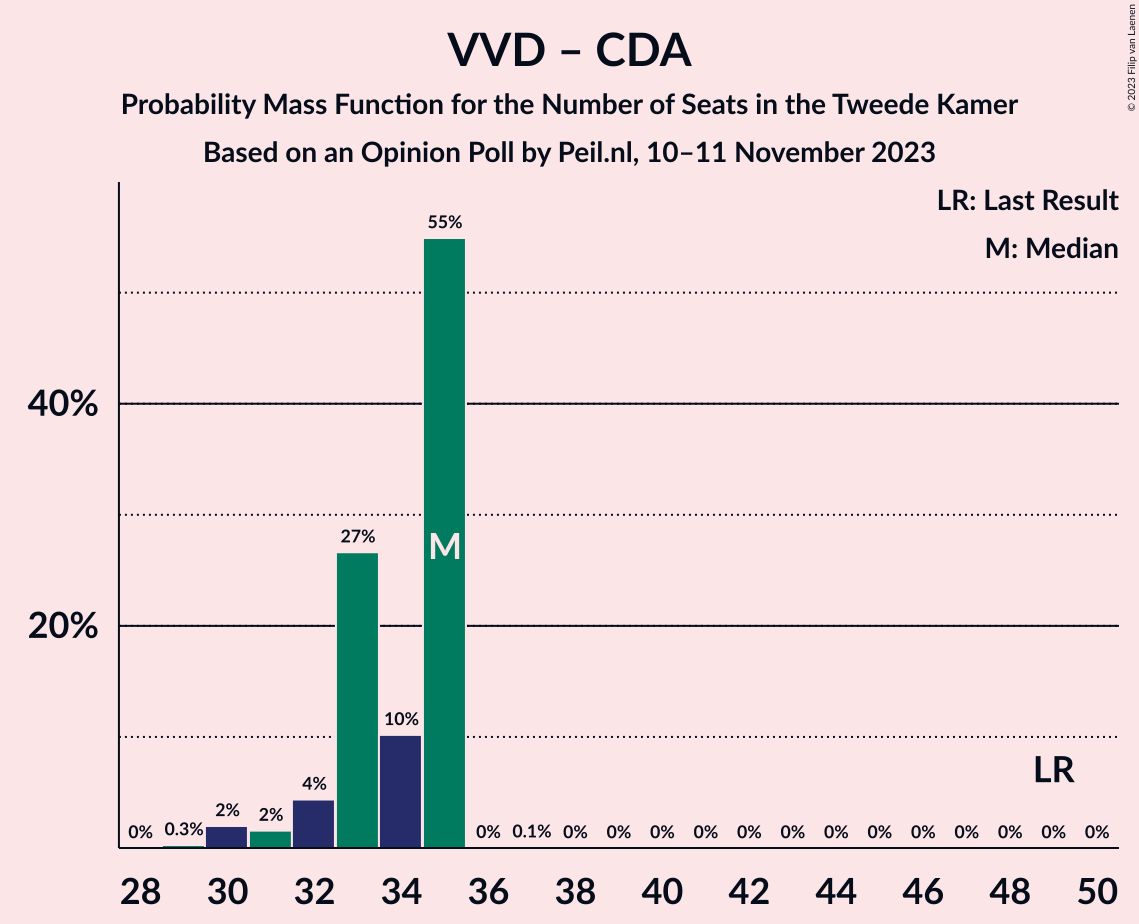 VVD – CDA
Probability Mass Function for the Number of Seats in the Tweede Kamer
Based on an Opinion Poll by Peil.nl, 10–11 November 2023
© 2023 Filip van Laenen
LR: Last Result
M: Median
55%
40%
27%
M
20%
10%
LR
4%
2%
2%
0% 0.3% 0% 0.1% 0% 0% 0% 0% 0% 0% 0% 0% 0% 0% 0% 0% 0%
28 30 32 34 36 38 40 42 44 46 48 50